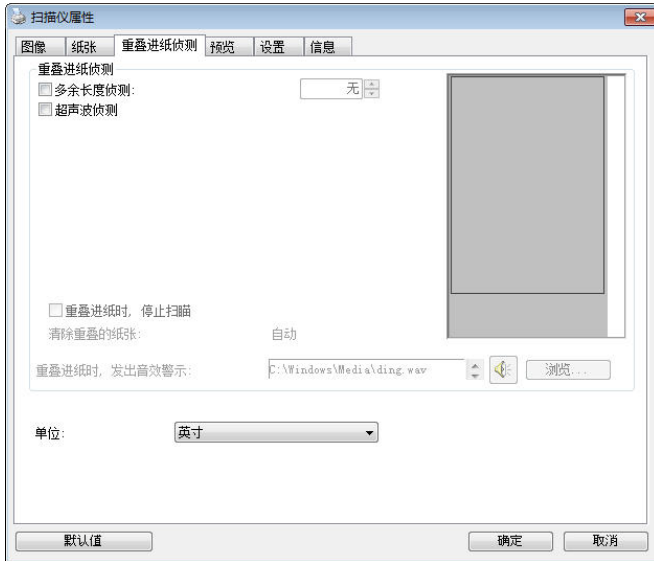 扫描仪属性
图像 纸张 重叠进纸侦测 预览 设置 信息
重叠进纸侦测
多余长度侦测: 无
超声波侦测
重叠进纸时, 停止扫瞄
清除重叠的纸张: 自动
重叠进纸时, 发出音效警示: C:\Windows\Media\ding.wav 浏览...
单位: 英寸
默认值 确定 取消